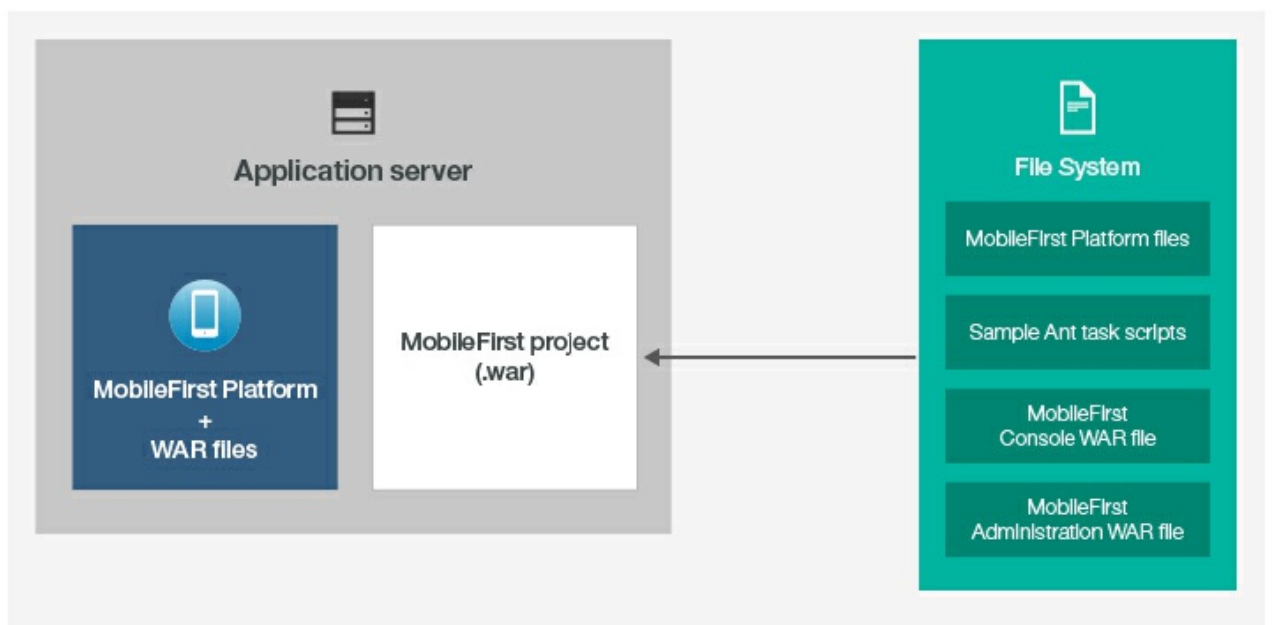 Application server
MobileFirst Platform
+
WAR files
MobileFirst project
(.war)
File System
MobileFirst Platform files
Sample Ant task scripts
MobileFirst
Console WAR file
MobileFirst
Administration WAR file